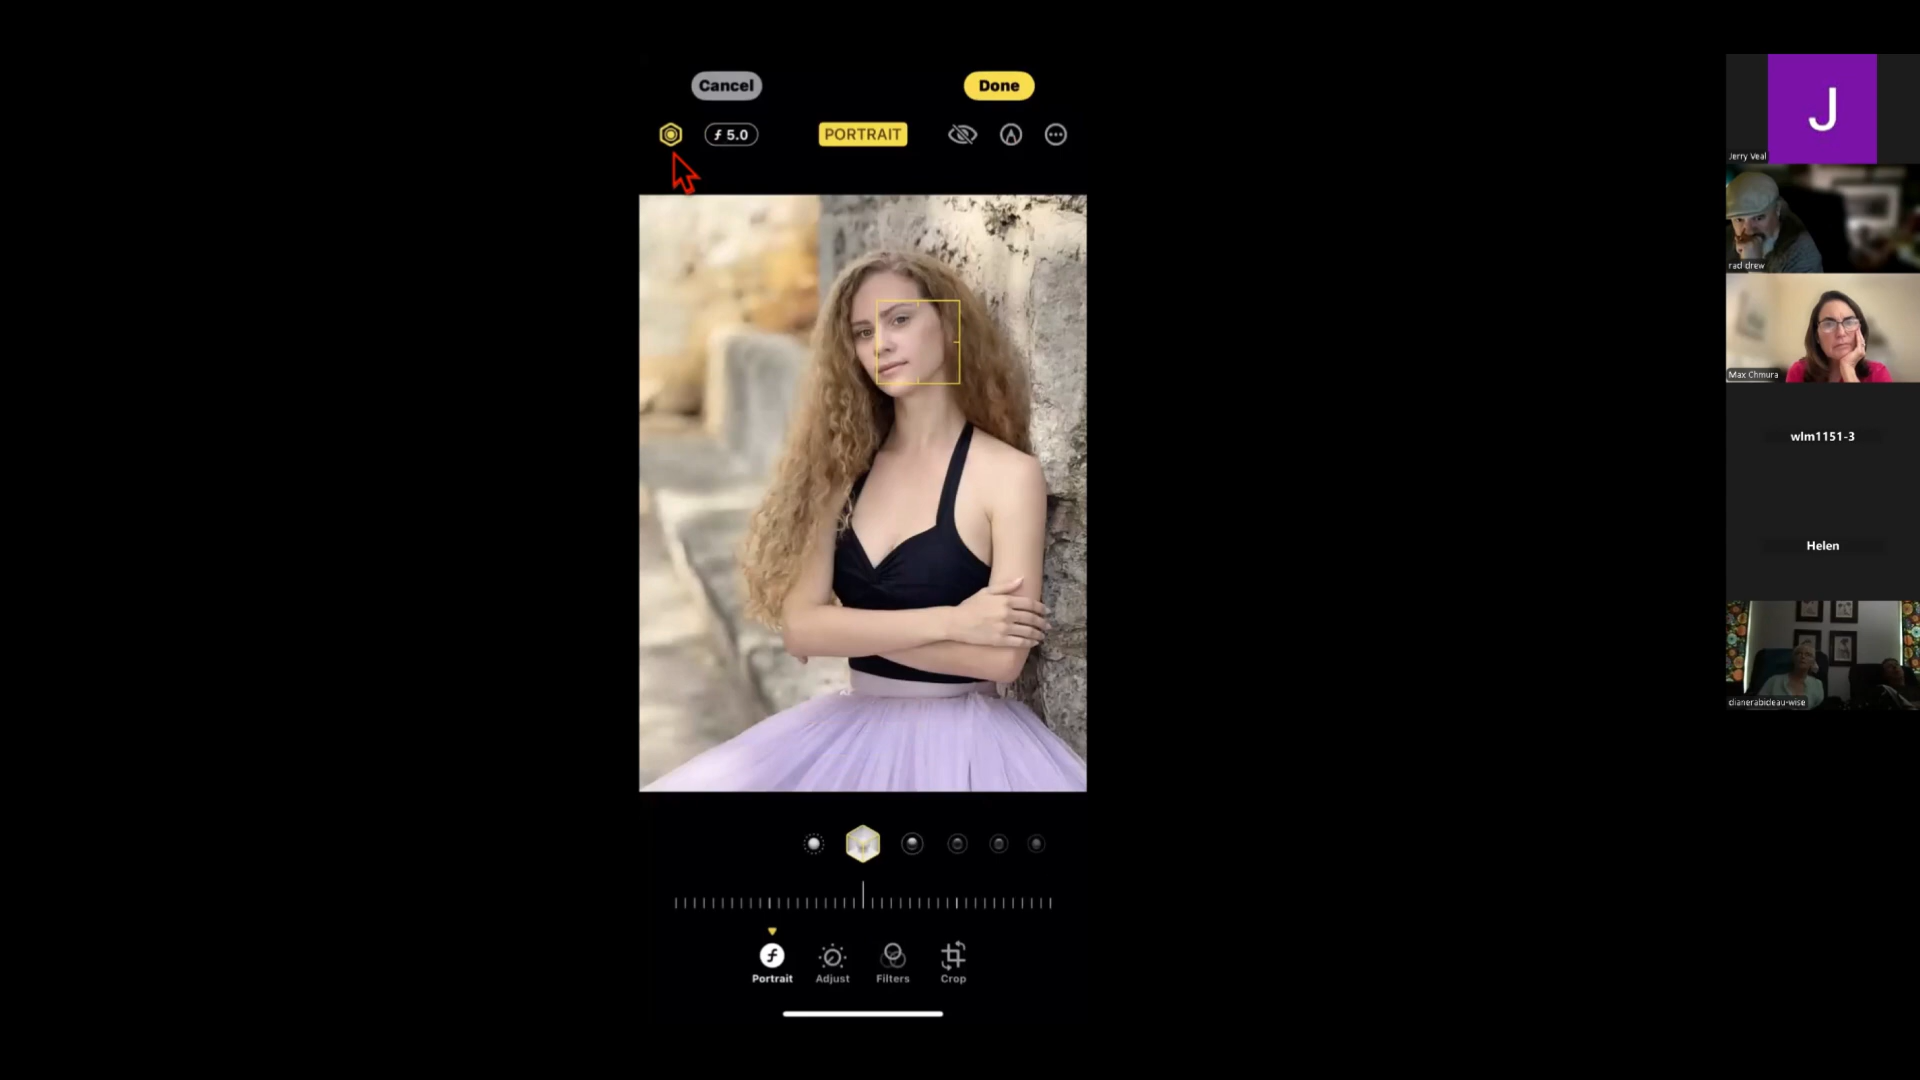 Cancel
Done
f 5.0
PORTRAIT
J
Jerry Veal
rad drew
Max Chmura
wlm1151-3
Helen
dianerabideau-wise
Portrait
Adjust
Filters
Crop